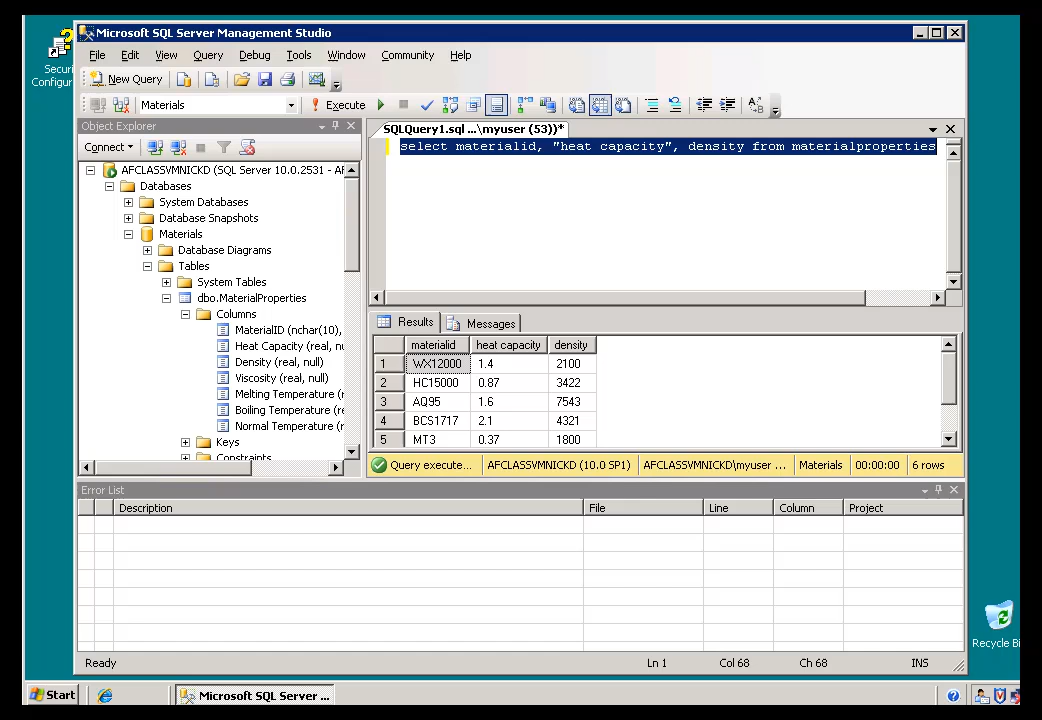 Securi
Configur
Microsoft SQL Server Management Studio
File Edit View Query Debug Tools Window Community Help
New Query
Materials Execute
Object Explorer
Connect
AFCLASSVMNICKD (SQL Server 10.0.2531 - AF
Databases
System Databases
Database Snapshots
Materials
Database Diagrams
Tables
System Tables
dbo.MaterialProperties
Columns
MaterialID (nchar(10),
Heat Capacity (real, nu
Density (real, null)
Viscosity (real, null)
Melting Temperature (r
Boiling Temperature (re
Normal Temperature (r
Keys
Constraints
SQLQuery1.sql ...\myuser (53))*
select materialid, "heat capacity", density from materialproperties
Results Messages
materialid heat capacity density
1 WX12000 1.4 2100
2 HC15000 0.87 3422
3 AQ95 1.6 7543
4 BCS1717 2.1 4321
5 MT3 0.37 1800
Query execute... AFCLASSVMNICKD (10.0 SP1) AFCLASSVMNICKD\myuser ... Materials 00:00:00 6 rows
Error List
Description File Line Column Project
Recycle Bi
Ready Ln 1 Col 68 Ch 68 INS
Start Microsoft SQL Server ...